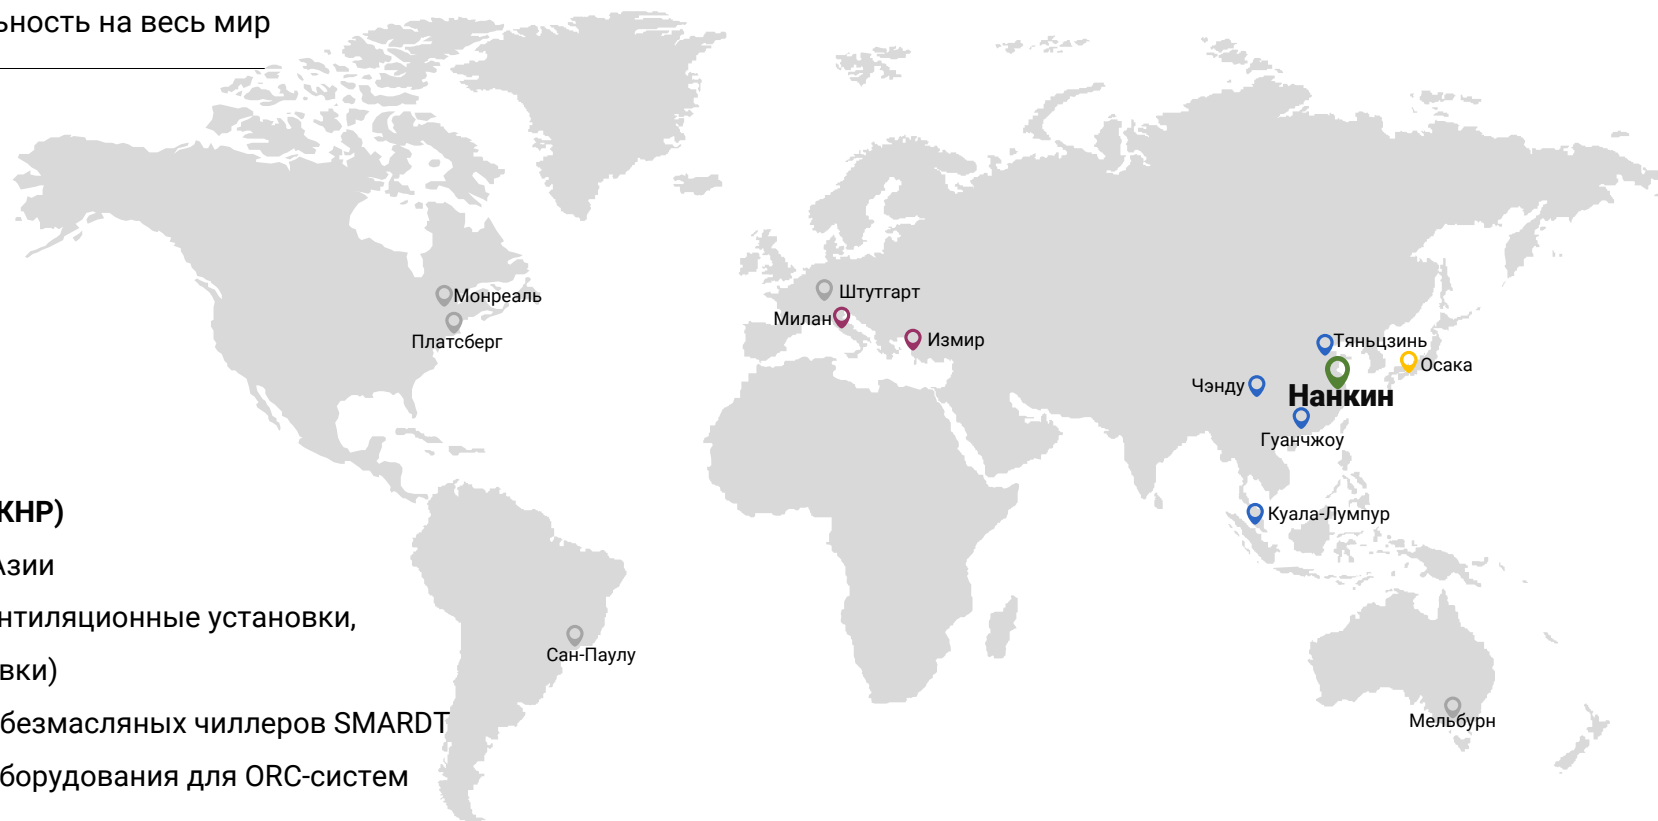 ьность на весь мир
Монреаль
Платсберг
Штутгарт
Милан
Измир
Тяньцзинь
Осака
Чэнду
Нанкин
Гуанчжоу
Куала-Лумпур
КНР)
Азии
нтиляционные установки,
вки)
Сан-Паулу
безмасляных чиллеров SMARDT
Мельбурн
борудования для ORC-систем